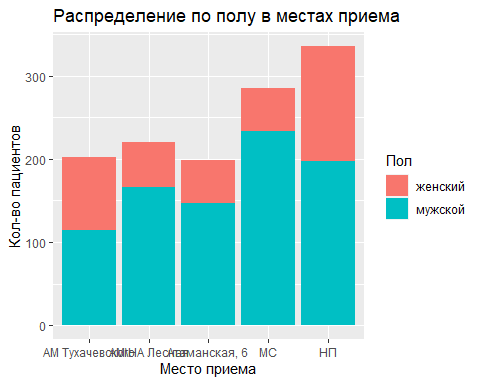 Распределение по полу в местах приема
Кол-во пациентов
300
200
100
0
АМ Тухачевского
Атаманская, 6
МС
НП
Место приема
Пол
женский
мужской